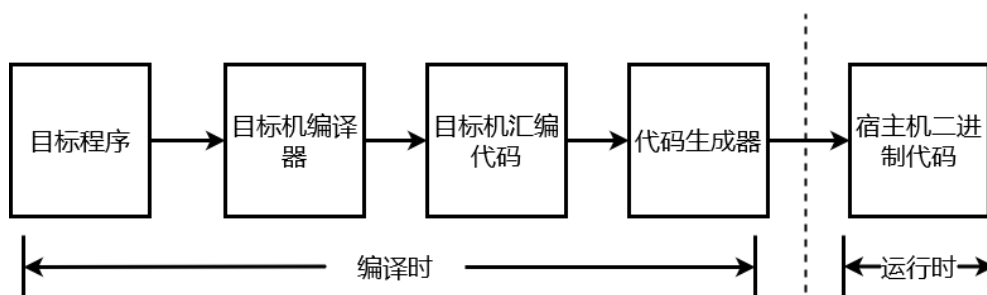 目标程序
目标机编译
器
目标机汇编
代码
代码生成器
宿主机二进
制代码
编译时
运行时